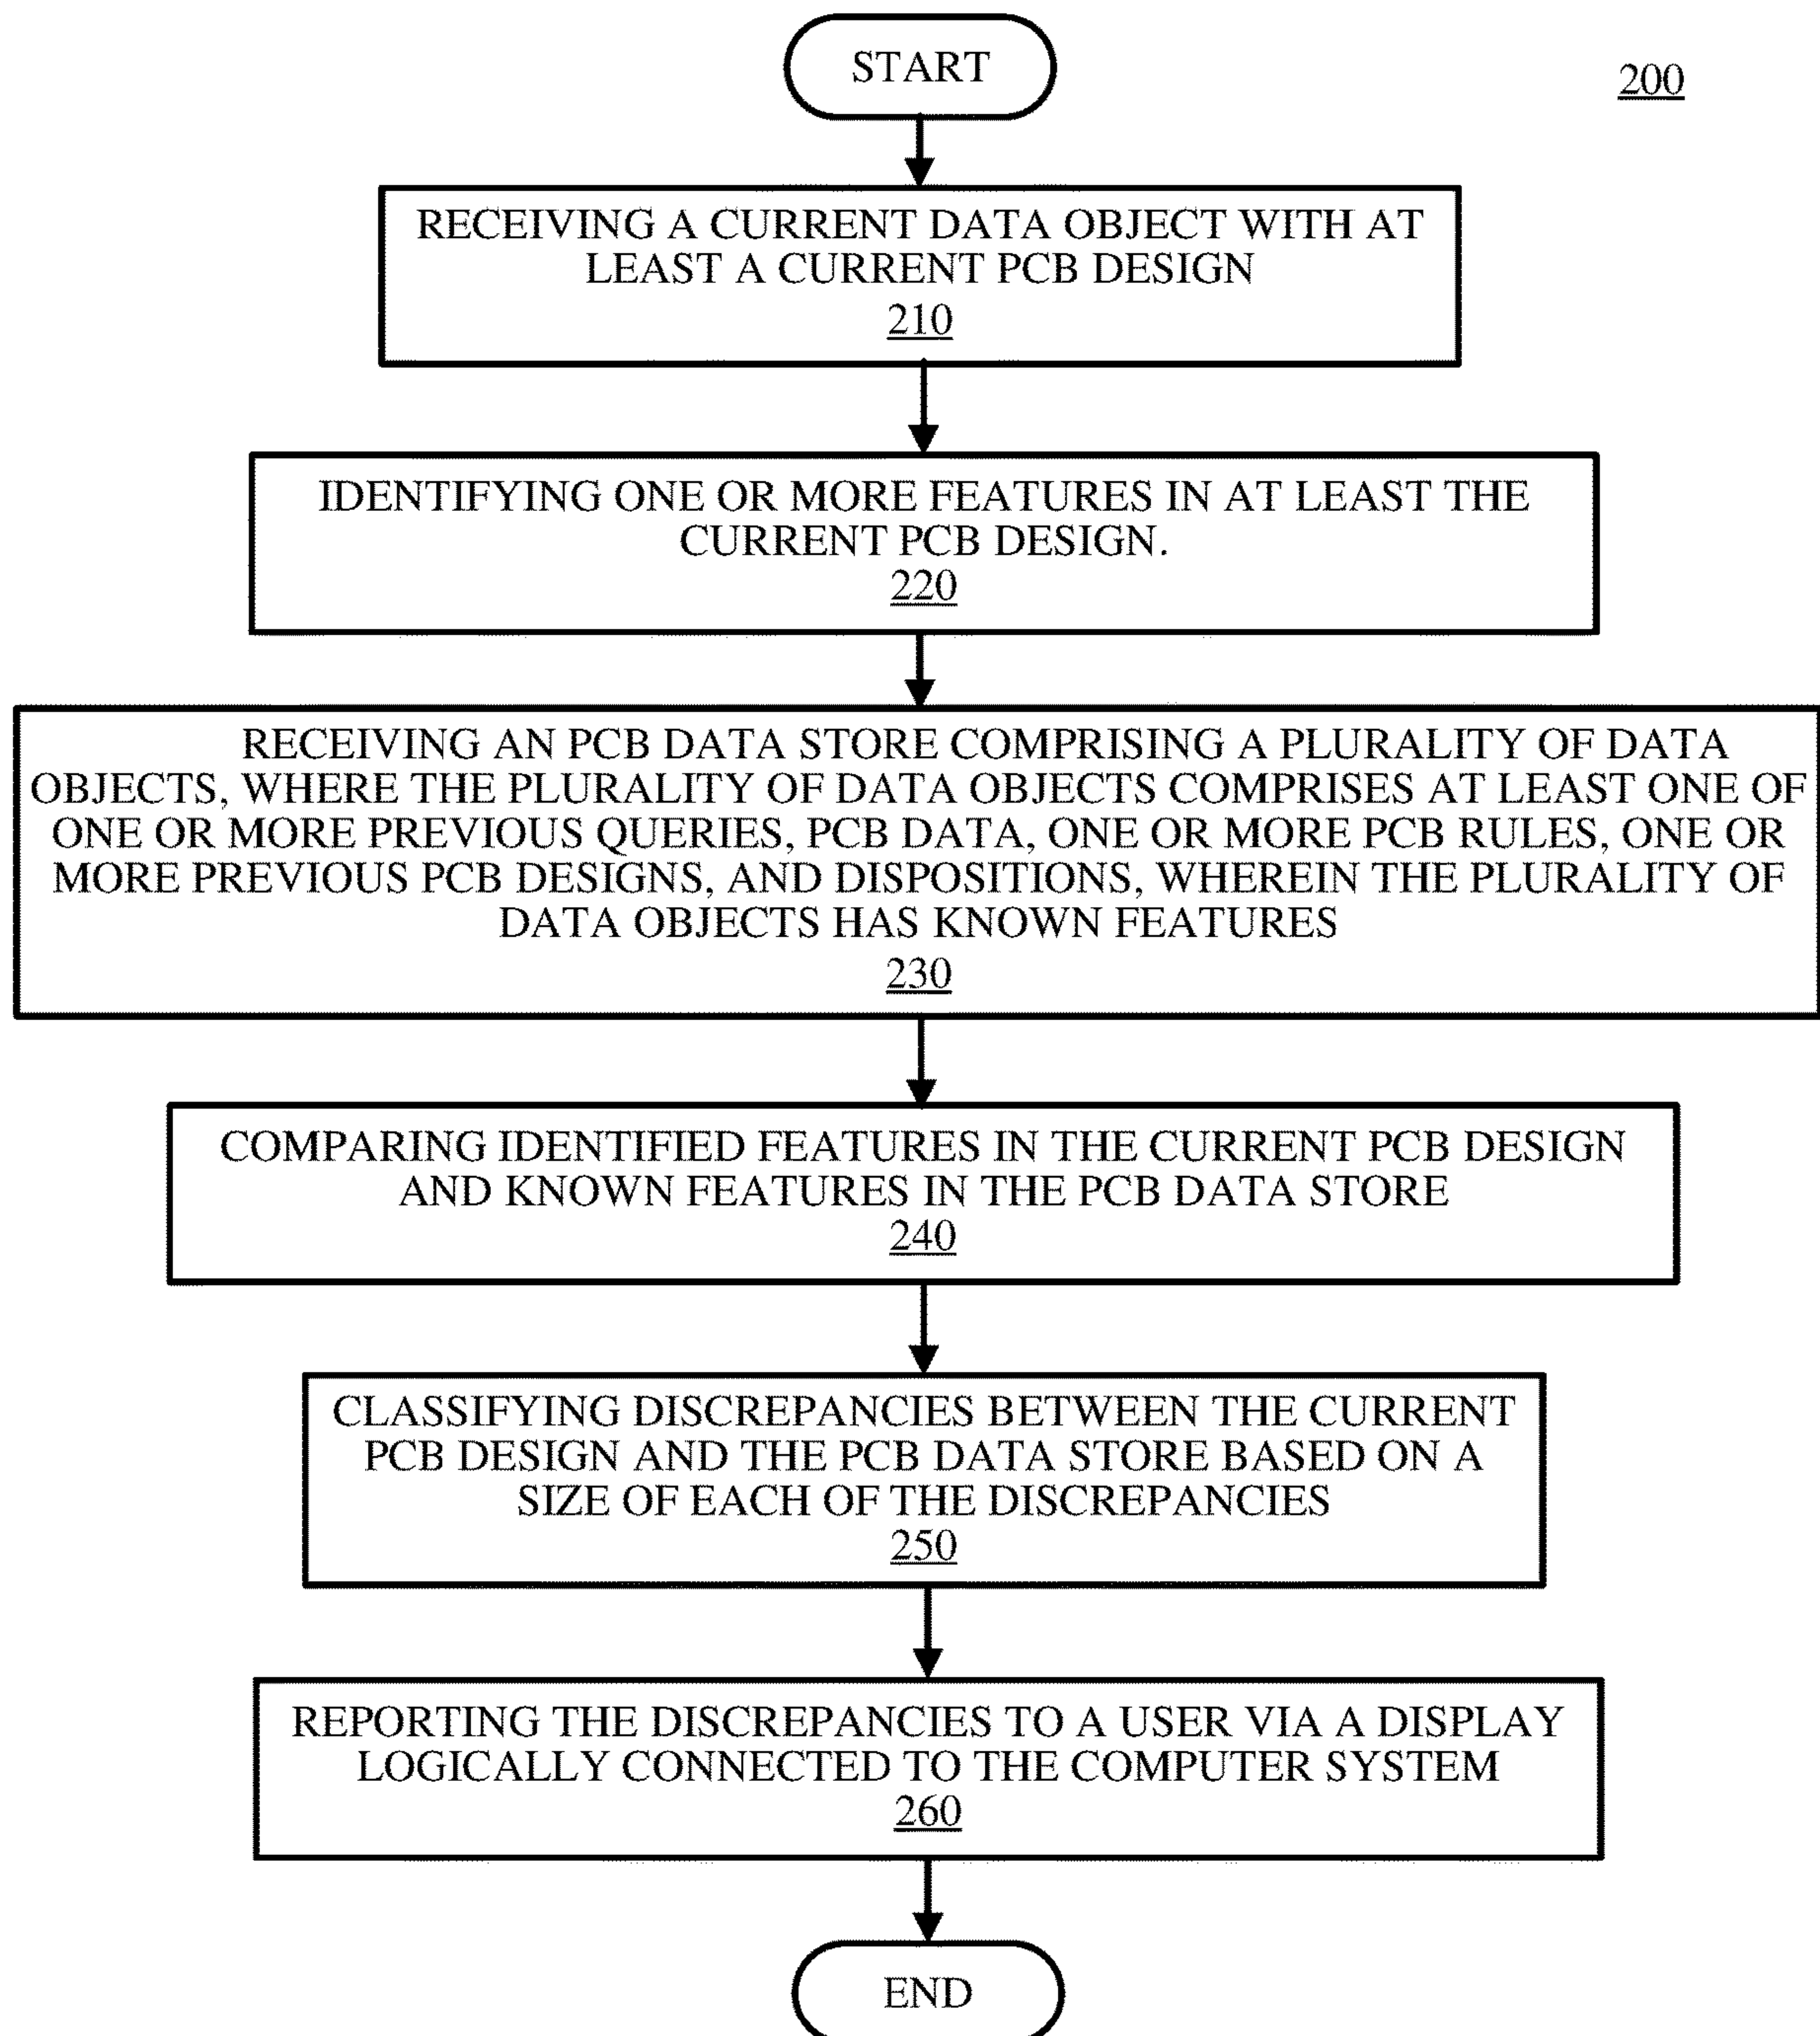 START
200
RECEIVING A CURRENT DATA OBJECT WITH AT
LEAST A CURRENT PCB DESIGN
210
IDENTIFYING ONE OR MORE FEATURES IN AT LEAST THE
CURRENT PCB DESIGN.
220
RECEIVING AN PCB DATA STORE COMPRISING A PLURALITY OF DATA
OBJECTS, WHERE THE PLURALITY OF DATA OBJECTS COMPRISES AT LEAST ONE OF
ONE OR MORE PREVIOUS QUERIES, PCB DATA, ONE OR MORE PCB RULES, ONE OR
MORE PREVIOUS PCB DESIGNS, AND DISPOSITIONS, WHEREIN THE PLURALITY OF
DATA OBJECTS HAS KNOWN FEATURES
230
COMPARING IDENTIFIED FEATURES IN THE CURRENT PCB DESIGN
AND KNOWN FEATURES IN THE PCB DATA STORE
240
CLASSIFYING DISCREPANCIES BETWEEN THE CURRENT
PCB DESIGN AND THE PCB DATA STORE BASED ON A
SIZE OF EACH OF THE DISCREPANCIES
250
REPORTING THE DISCREPANCIES TO A USER VIA A DISPLAY
LOGICALLY CONNECTED TO THE COMPUTER SYSTEM
260
END